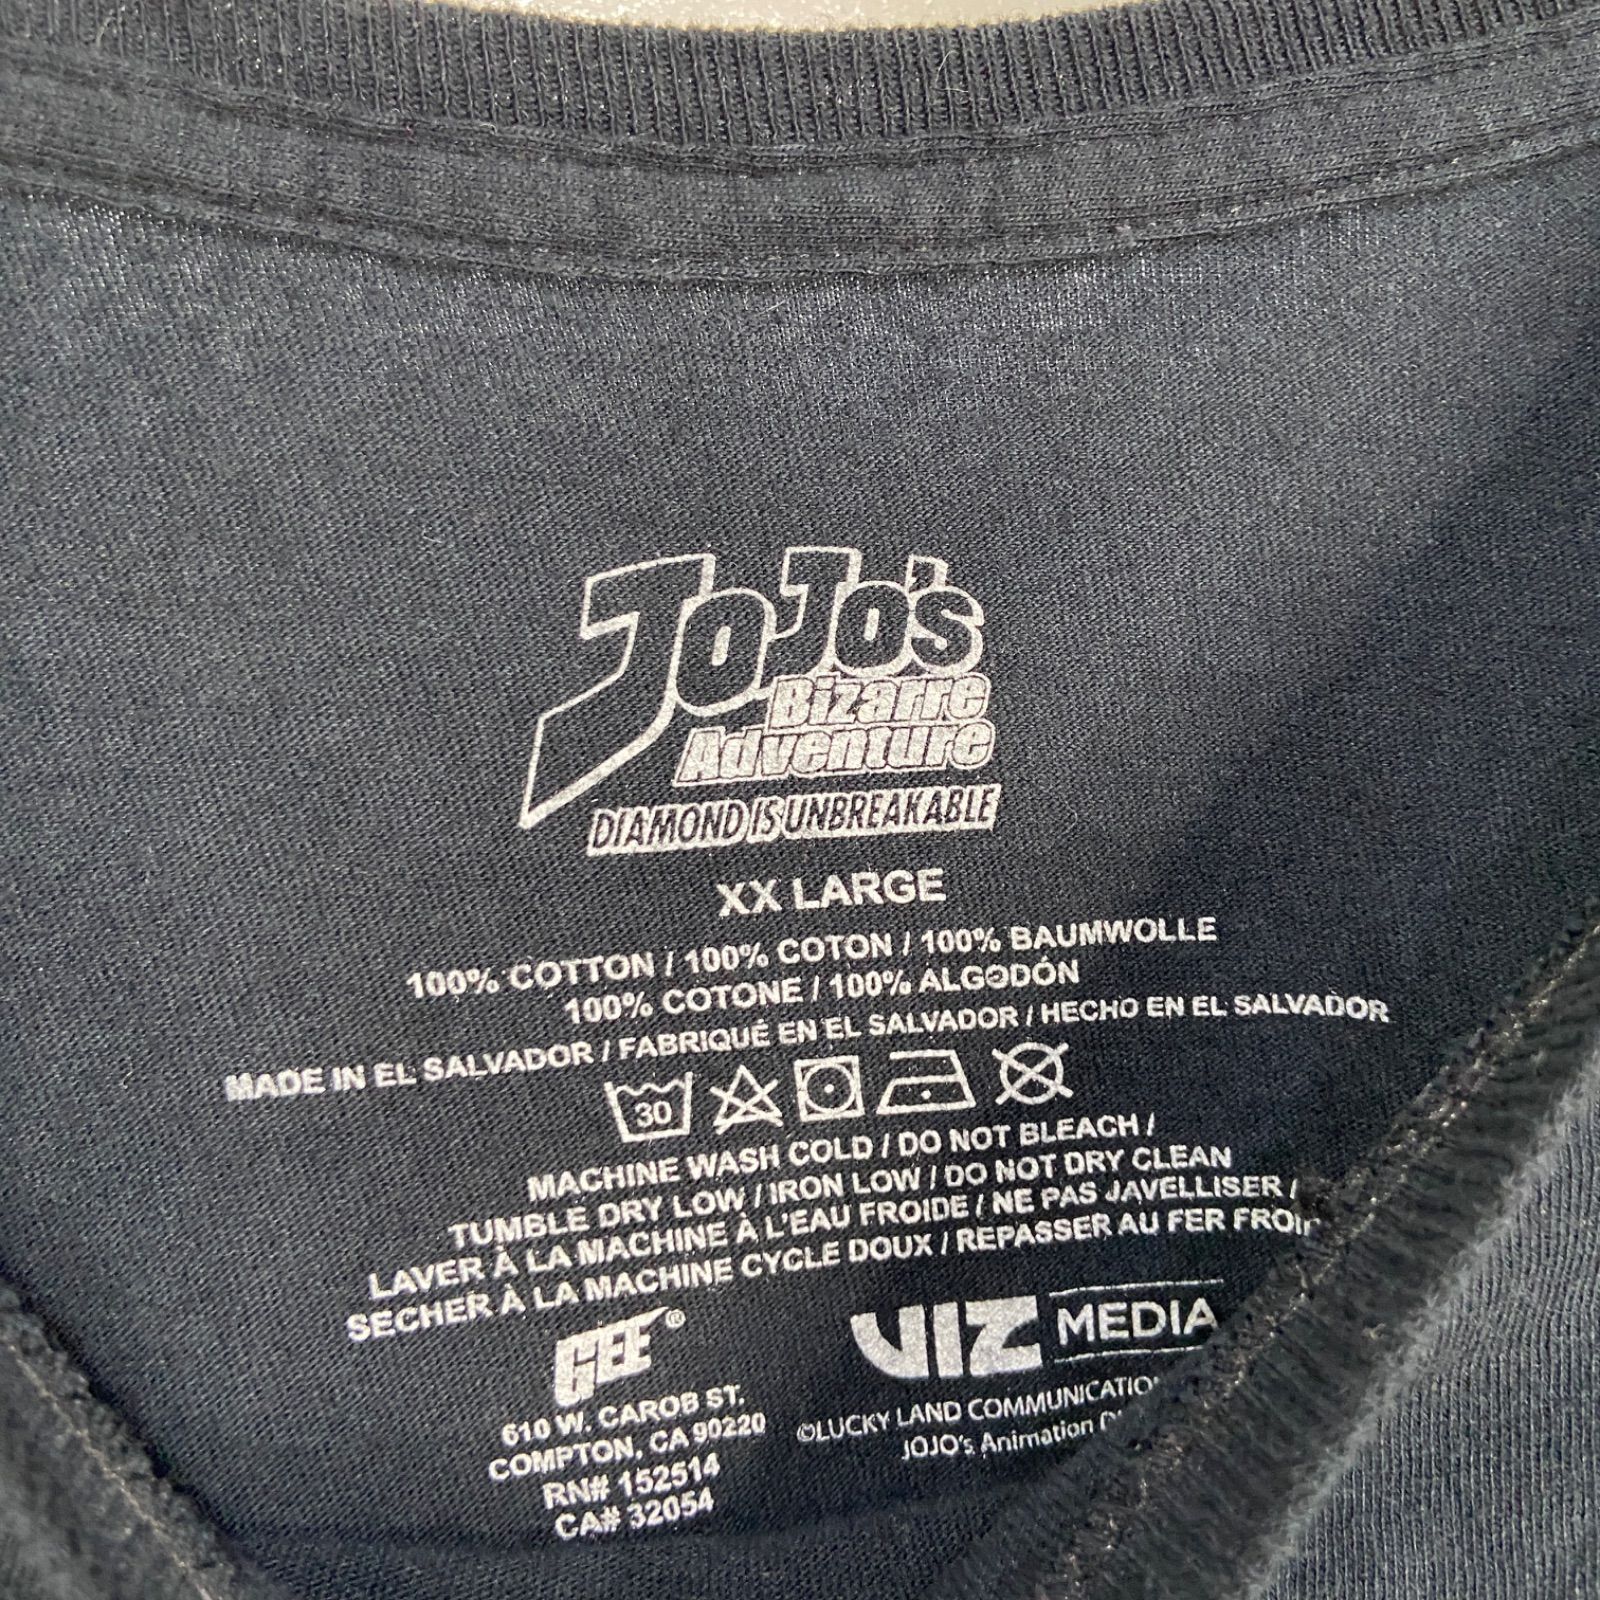 JoJo's
Bizarre
Adventure
DIAMOND IS UNBREAKABLE
XX LARGE
100% COTTON / 100% COTON / 100% BAUMWOLLE
100% COTONE / 100% ALGODÓN
MADE IN EL SALVADOR / FABRIQUÉ EN EL SALVADOR / HECHO EN EL SALVADOR
30
MACHINE WASH COLD / DO NOT BLEACH /
TUMBLE DRY LOW / IRON LOW / DO NOT DRY CLEAN
LAVER À LA MACHINE À L'EAU FROIDE / NE PAS JAVELLISER /
SECHER À LA MACHINE CYCLE DOUX / REPASSER AU FER
GEE®
610 W. CAROB ST.
COMPTON, CA 90220
RN# 152514
CA# 32054
VIZ MEDIA
©LUCKY LAND
JOJO's Animation